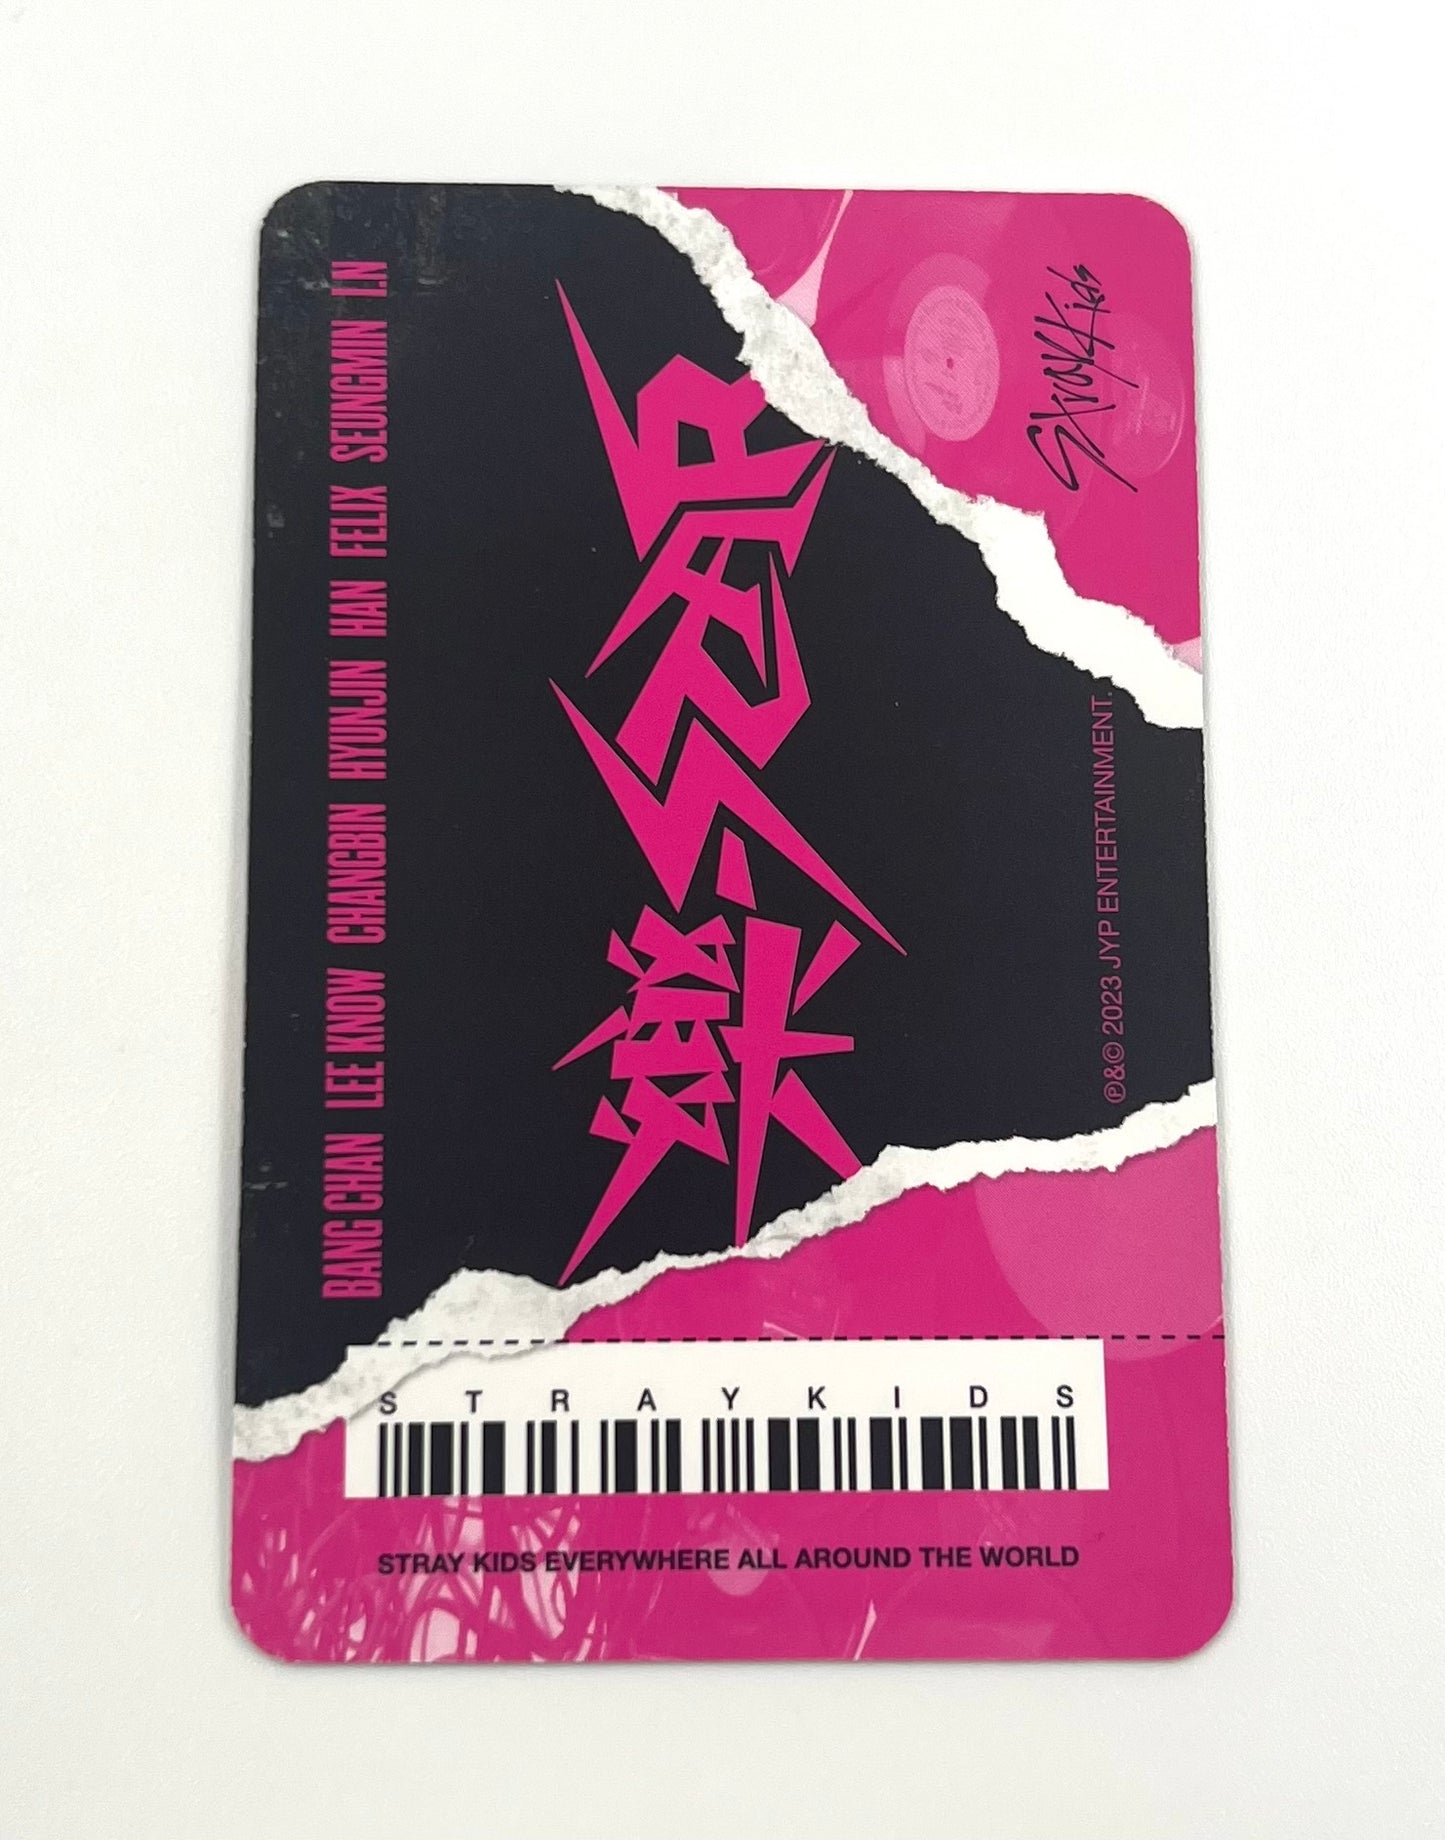 BANG CHAN LEE KNOW CHANGBIN HYUNJIN HAN FELIX SEUNGMIN I.N
樂-STAR
Stray Kids
℗&© 2023 JYP ENTERTAINMENT.
STRAYKIDS
STRAY KIDS EVERYWHERE ALL AROUND THE WORLD